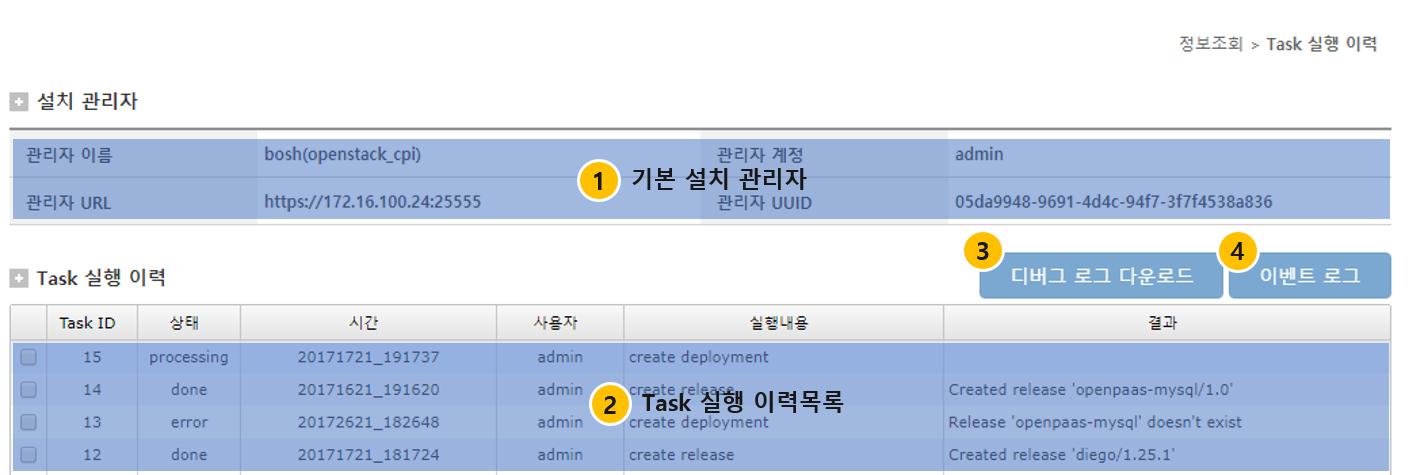 정보조회 > Task 실행 이력
설치 관리자
관리자 이름 bosh(openstack_cpi) 관리자 계정 admin
1 기본 설치 관리자
관리자 URL https://172.16.100.24:25555 관리자 UUID 05da9948-9691-4d4c-94f7-3f7f4538a836
3 4
Task 실행 이력 디버그 로그 다운로드 이벤트 로그
Task ID 상태 시간 사용자 실행내용 결과
15 processing 20171721_191737 admin create deployment
14 done 20171621_191620 admin create release Created release 'openpaas-mysql/1.0'
2 Task 실행 이력목록
13 error 20172621_182648 admin create deployment Release 'openpaas-mysql' doesn't exist
12 done 20171721_181724 admin create release Created release 'diego/1.25.1'